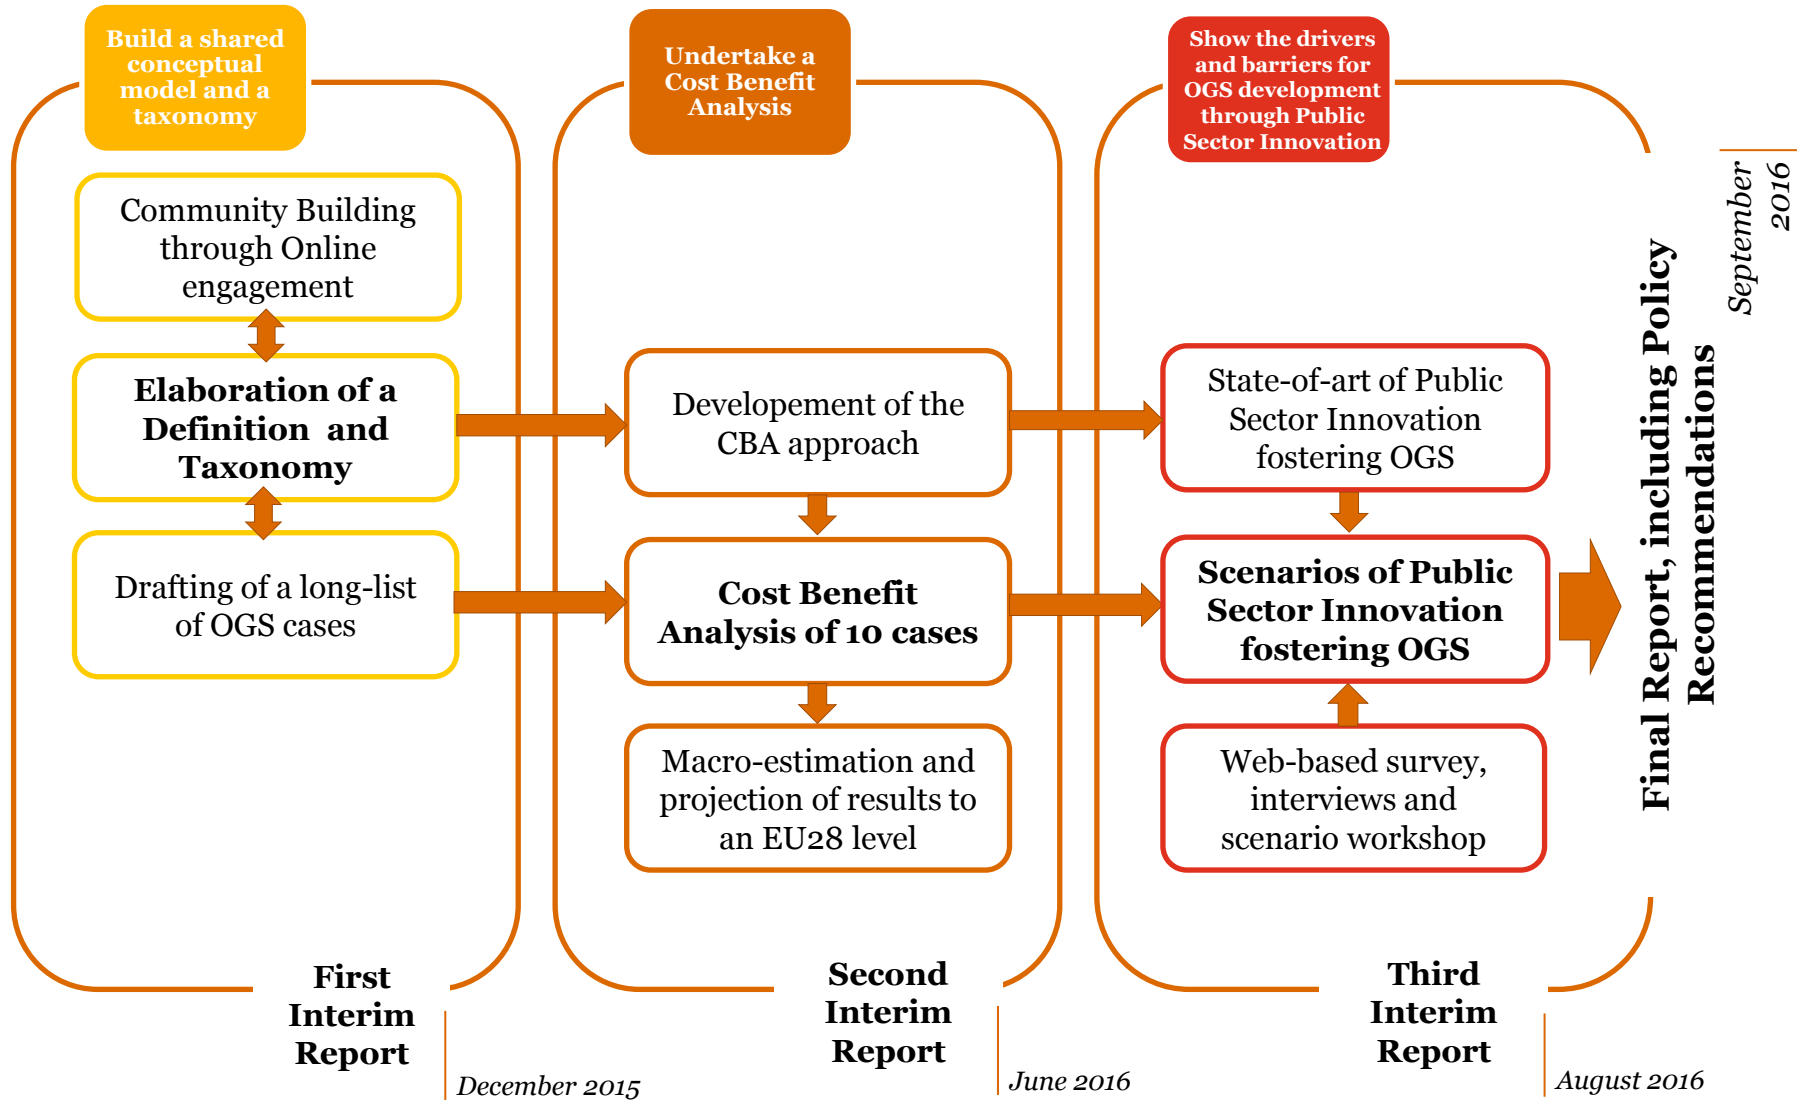 Build a shared
conceptual
model and a
taxonomy
Community Building
through Online
engagement
Elaboration of a
Definition and
Taxonomy
Drafting of a long-list
of OGS cases
First
Interim
Report
December 2015
Undertake a
Cost Benefit
Analysis
Developement of the
CBA approach
Cost Benefit
Analysis of 10 cases
Macro-estimation and
projection of results to
an EU28 level
Second
Interim
Report
June 2016
Show the drivers
and barriers for
OGS development
through Public
Sector Innovation
State-of-art of Public
Sector Innovation
fostering OGS
Scenarios of Public
Sector Innovation
fostering OGS
Web-based survey,
interviews and
scenario workshop
Third
Interim
Report
August 2016
Final Report, including Policy
Recommendations
September
2016